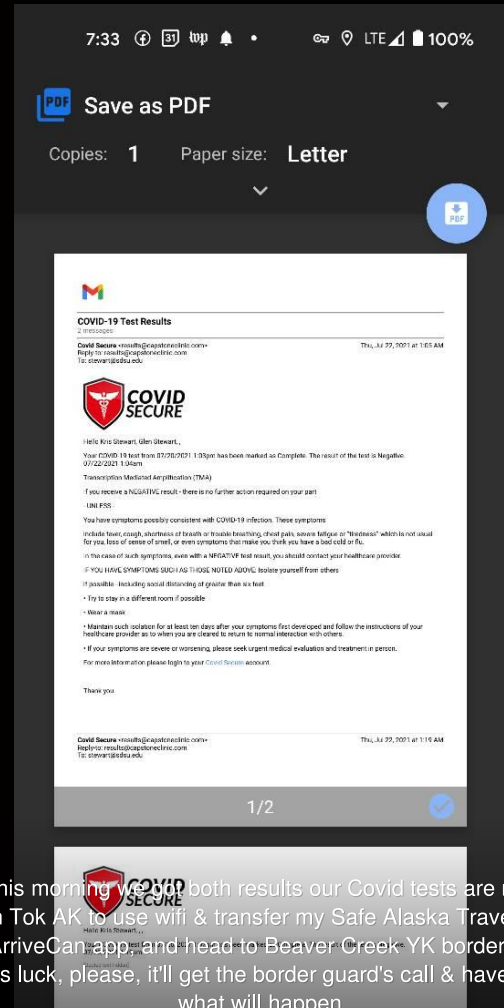 7:33 31 wp LTE 100%
PDF Save as PDF
Copies: 1 Paper size: Letter
PDF
M
COVID-19 Test Results
2 messages
Covid Secure <results@capstoneclinic.com> Thu, Jul 22, 2021 at 1:05 AM
Reply-to: results@capstoneclinic.com
To: stewart@sdsu.edu
COVID
SECURE
Hello Kris Stewart, Glen Stewart, ,
Your COVID-19 test from 07/20/2021 1:03pm has been marked as Complete. The result of the test is Negative.
07/22/2021 1:04am
Transcription Mediated Amplification (TMA)
If you receive a NEGATIVE result - there is no further action required on your part
- UNLESS -
You have symptoms possibly consistent with COVID-19 infection. These symptoms
include fever, cough, shortness of breath or trouble breathing, chest pain, severe fatigue or "tiredness" which is not usual
for you, loss of sense of smell, or even symptoms that make you think you have a bad cold or flu.
In the case of such symptoms, even with a NEGATIVE test result, you should contact your healthcare provider.
IF YOU HAVE SYMPTOMS SUCH AS THOSE NOTED ABOVE: Isolate yourself from others
If possible - including social distancing of greater than six feet
• Try to stay in a different room if possible
• Wear a mask
• Maintain such isolation for at least ten days after your symptoms first developed and follow the instructions of your
healthcare provider as to when you are cleared to return to normal interaction with others.
• If your symptoms are severe or worsening, please seek urgent medical evaluation and treatment in person.
For more information please login to your Covid Secure account.
Thank you
Covid Secure <results@capstoneclinic.com> Thu, Jul 22, 2021 at 1:19 AM
Reply-to: results@capstoneclinic.com
To: stewart@sdsu.edu
1/2
COVID
SECURE
his morning we got both results our Covid tests are
Tok AK to use wifi & transfer my Safe Alaska Trave
ArriveCan app, and head to Beaver Creek YK border
s luck, please, it'll get the border guard's call & have
what will happen
Hello Kris Stewart, , ,